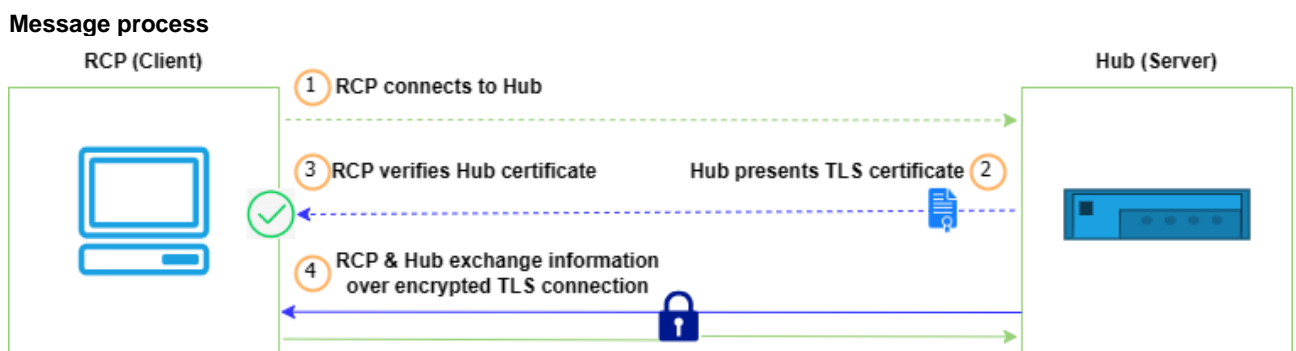 Message process
RCP (Client)
Hub (Server)
1 RCP connects to Hub
3 RCP verifies Hub certificate
Hub presents TLS certificate 2
4 RCP & Hub exchange information
over encrypted TLS connection